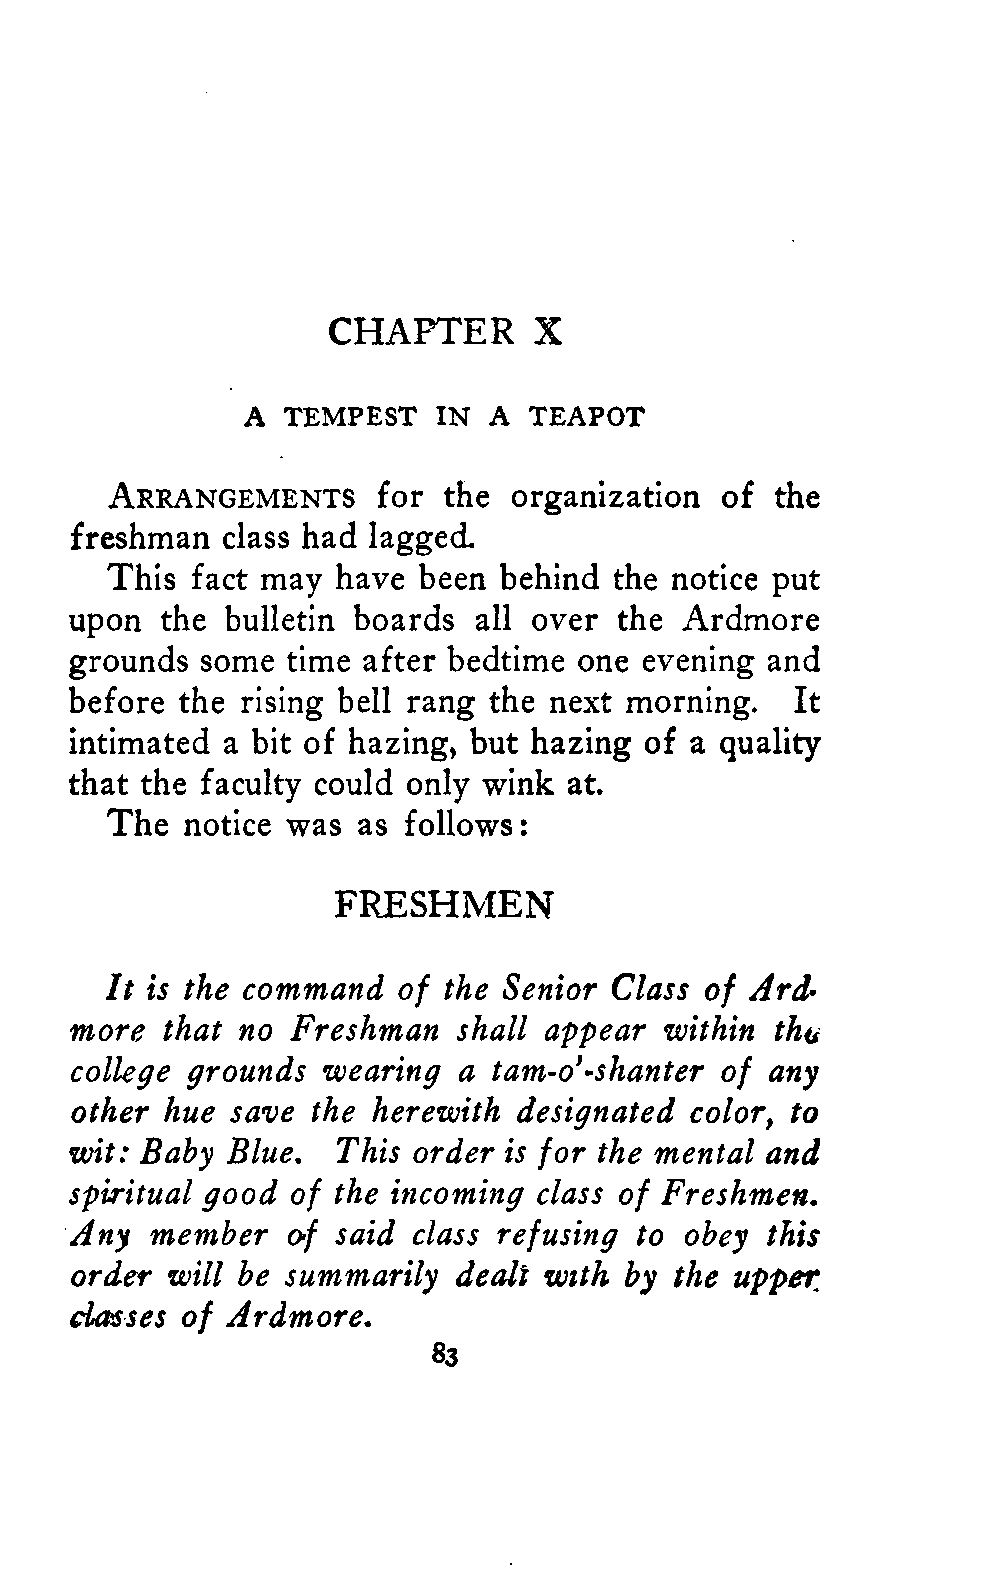 CHAPTER X
A TEMPEST IN A TEAPOT
ARRANGEMENTS for the organization of the
freshman class had lagged.
This fact may have been behind the notice put
upon the bulletin boards all over the Ardmore
grounds some time after bedtime one evening and
before the rising bell rang the next morning. It
intimated a bit of hazing, but hazing of a quality
that the faculty could only wink at.
The notice was as follows:
FRESHMEN
It is the command of the Senior Class of Ard-
more that no Freshman shall appear within the
college grounds wearing a tam-o'-shanter of any
other hue save the herewith designated color, to
wit: Baby Blue. This order is for the mental and
spiritual good of the incoming class of Freshmen.
Any member of said class refusing to obey this
order will be summarily dealt with by the upper
classes of Ardmore.
83